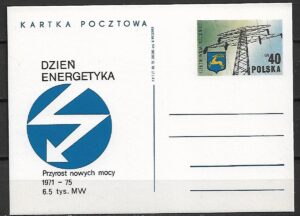 KARTKA POCZTOWA
DZIEŃ
ENERGETYKA
Przyrost nowych mocy
1971 - 75
6.5 tys. MW
40
POLSKA